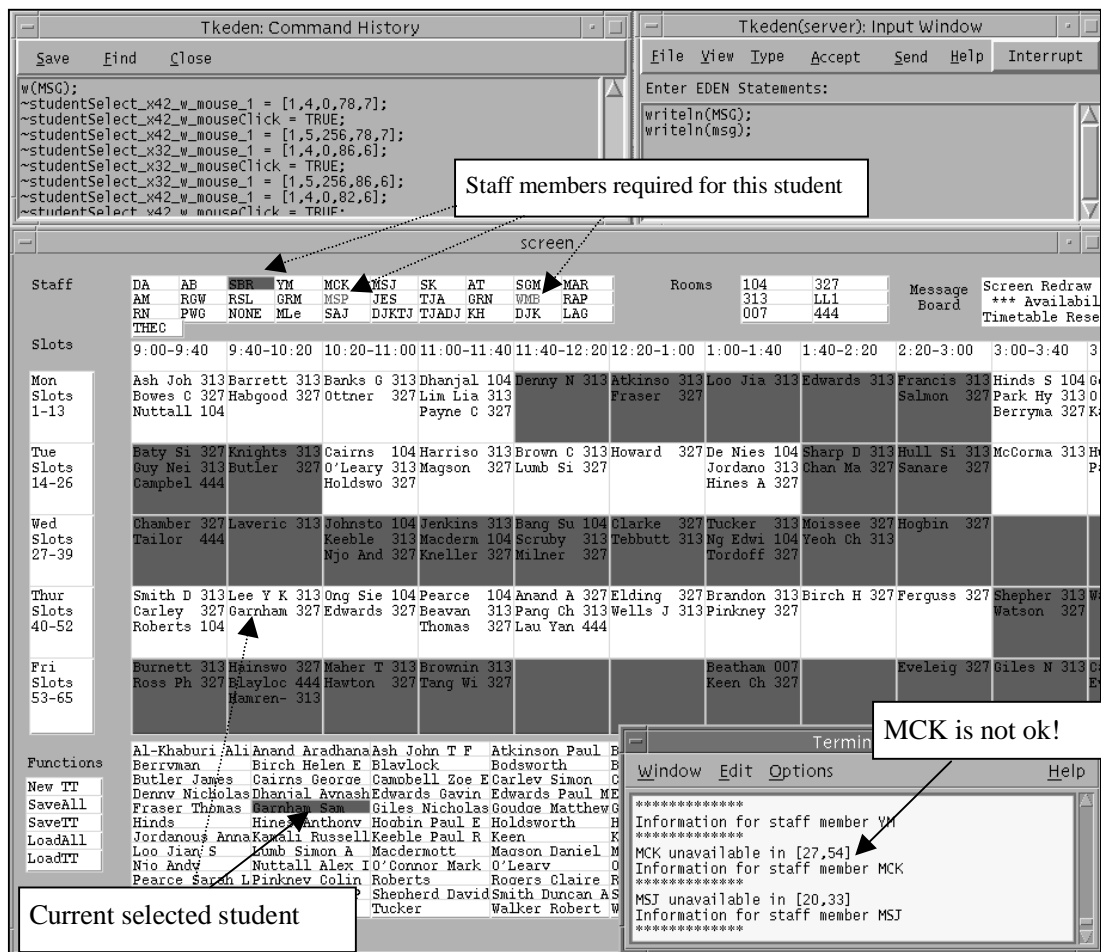 Tkeden: Command History
Save Find Close
w(MSG);
~studentSelect_x42_w_mouse_1 = [1,4,0,78,7];
~studentSelect_x42_w_mouseClick = TRUE;
~studentSelect_x42_w_mouse_1 = [1,5,256,78,7];
~studentSelect_x32_w_mouse_1 = [1,4,0,86,6];
~studentSelect_x32_w_mouseClick = TRUE;
~studentSelect_x32_w_mouse_1 = [1,5,256,86,6];
~studentSelect_x42_w_mouse_1 = [1,4,0,82,6];
~studentSelect_x42_w_mouseClick = TRUE;
Tkeden(server): Input Window
File View Type Accept Send Help Interrupt
Enter EDEN Statements:
writeln(MSG);
writeln(msg);
Staff members required for this student
screen
Staff
DA AB SBR YM MCK MSJ SK AT SGM MAR
AM RGW RSL GRM MSP JES TJA GRN WMB RAP
RN PWG NONE MLe SAJ DJKTJ TJADJ KH DJK LAG
THEC
Rooms
104 327
313 LL1
007 444
Message Board
Screen Redraw
*** Availabil
Timetable Rese
Slots
9:00-9:40 9:40-10:20 10:20-11:00 11:00-11:40 11:40-12:20 12:20-1:00 1:00-1:40 1:40-2:20 2:20-3:00 3:00-3:40 3
Mon Slots 1-13
Ash Joh 313 Barrett 313 Banks G 313 Dhanjal 104 Denny N 313 Atkinso 313 Loo Jia 313 Edwards 313 Francis 313 Hinds S 104
Bowes C 327 Habgood 327 Ottner 327 Lim Lia 313 Fraser 327 Salmon 327 Park Hy 313
Nuttall 104 Payne C 327 Berryma 327
Tue Slots 14-26
Baty Si 327 Knights 313 Cairns 104 Harriso 313 Brown C 313 Howard 327 De Nies 104 Sharp D 313 Hull Si 313 McCorma 313
Guy Nei 313 Butler 327 O'Leary 313 Magson 327 Lumb Si 327 Jordano 313 Chan Ma 327 Sanare 327
Campbel 444 Holdswo 327 Hines A 327
Wed Slots 27-39
Chamber 327 Laveric 313 Johnsto 104 Jenkins 313 Bang Su 104 Clarke 327 Tucker 313 Moissee 327 Hogbin 327
Tailor 444 Keeble 313 Macderm 104 Scruby 313 Tebbutt 313 Ng Edwi 104 Yeoh Ch 313
Njo And 327 Kneller 327 Milner 327 Tordoff 327
Thur Slots 40-52
Smith D 313 Lee Y K 313 Ong Sie 104 Pearce 104 Anand A 327 Elding 327 Brandon 313 Birch H 327 Ferguss 327 Shepher 313
Carley 327 Garnham 327 Edwards 327 Beavan 313 Pang Ch 313 Wells J 313 Pinkney 327 Watson 327
Roberts 104 Thomas 327 Lau Yan 444
Fri Slots 53-65
Burnett 313 Hainswo 327 Maher T 313 Brownin 313 Beatham 007 Eveleig 327 Giles N 313
Ross Ph 327 Blayloc 444 Hawton 327 Tang Wi 327 Keen Ch 327
Hamren- 313
MCK is not ok!
Functions
New TT
SaveAll
SaveTT
LoadAll
LoadTT
Al-Khaburi Ali Anand Aradhana Ash John T F Atkinson Paul
Berryman Birch Helen E Blaylock Bodsworth
Butler James Cairns George Campbell Zoe E Carley Simon
Denny Nicholas Dhanjal Avnash Edwards Gavin Edwards Paul M
Fraser Thomas Garnham Sam Giles Nicholas Goudge Matthew
Hinds Hines Anthony Hogbin Paul E Holdsworth
Jordanous Anna Kamali Russell Keeble Paul R Keen
Loo Jian S Lumb Simon A Macdermott Magson Daniel
Njo Andy Nuttall Alex I O'Connor Mark O'Leary
Pearce Sarah L Pinkney Colin Roberts Rogers Claire
Shepherd David Smith Duncan A
Tucker Walker Robert
Current selected student
Termin
Window Edit Options Help
**************
Information for staff member YM
**************
MCK unavailable in [27,54]
Information for staff member MCK
**************
MSJ unavailable in [20,33]
Information for staff member MSJ
**************